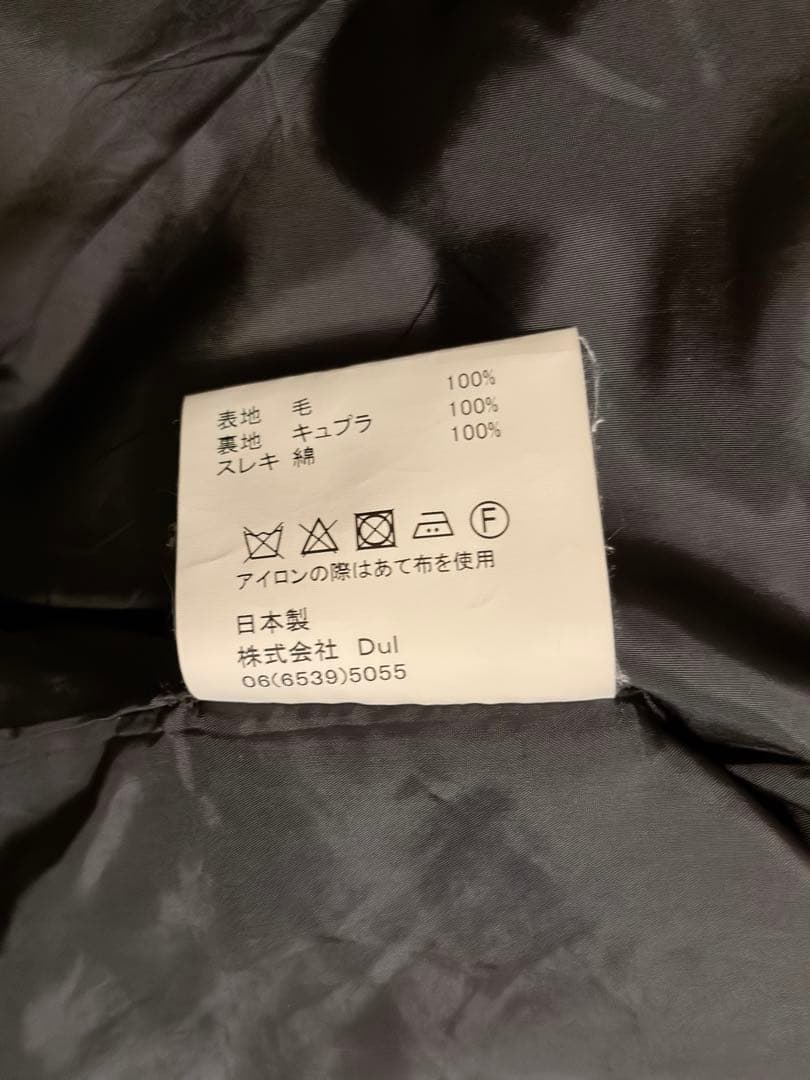 表地 毛 100%
裏地 キュプラ 100%
スレキ 綿 100%
F
アイロンの際はあて布を使用
日本製
株式会社 Dul
06(6539)5055